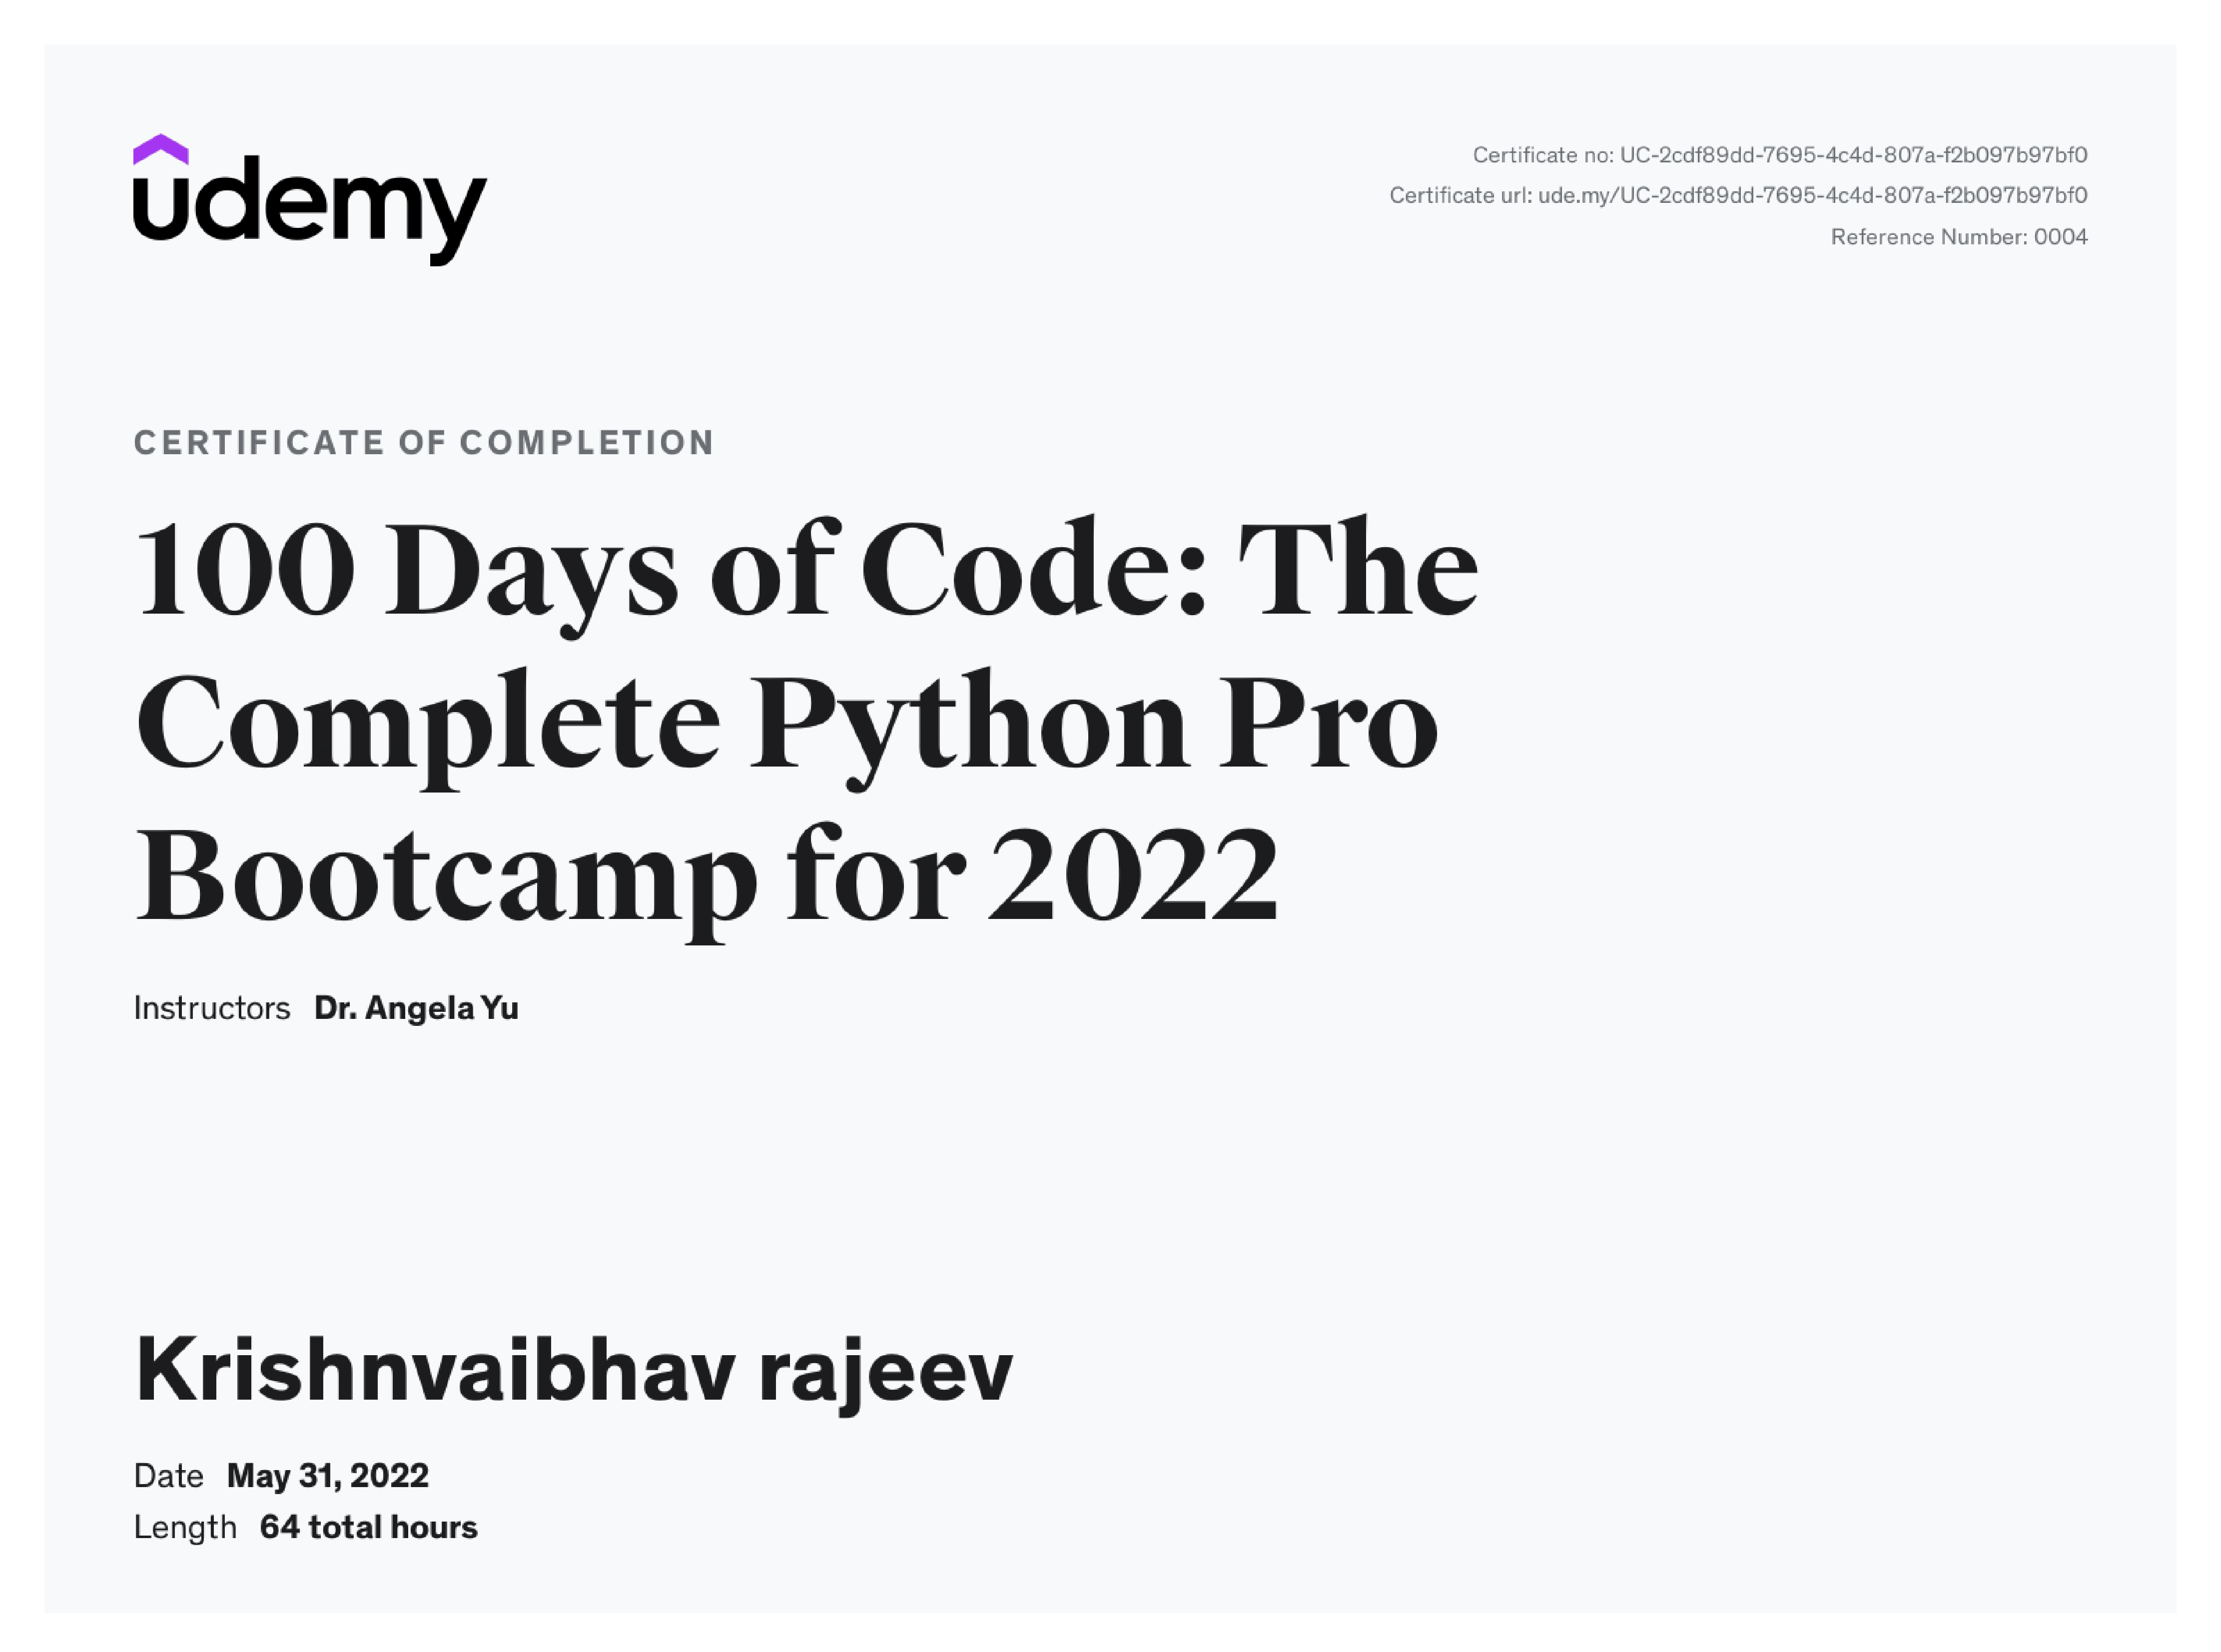 udemy
Certificate no: UC-2cdf89dd-7695-4c4d-807a-f2b097b97bf0
Certificate url: ude.my/UC-2cdf89dd-7695-4c4d-807a-f2b097b97bf0
Reference Number: 0004
CERTIFICATE OF COMPLETION
100 Days of Code: The
Complete Python Pro
Bootcamp for 2022
Instructors Dr. Angela Yu
Krishnvaibhav rajeev
Date May 31, 2022
Length 64 total hours